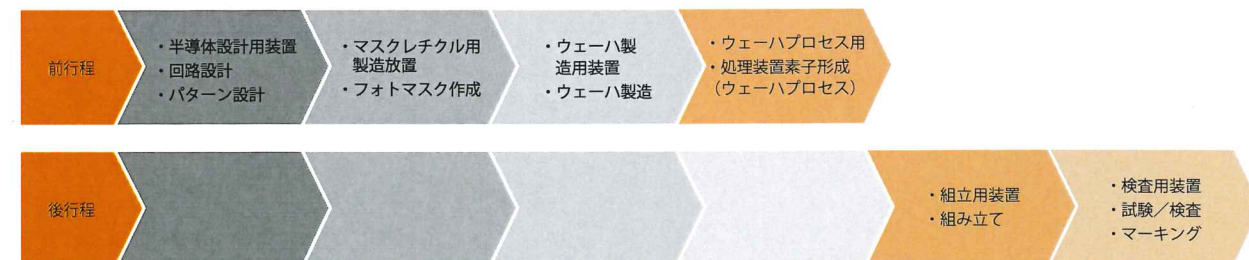 前行程
・半導体設計用装置
・回路設計
・パターン設計
・マスクレチクル用
製造放置
・フォトマスク作成
・ウェーハ製
造用装置
・ウェーハ製造
・ウェーハプロセス用
・処理装置素子形成
(ウェーハプロセス)
後行程
・組立用装置
・組み立て
・検査用装置
・試験／検査
・マーキング